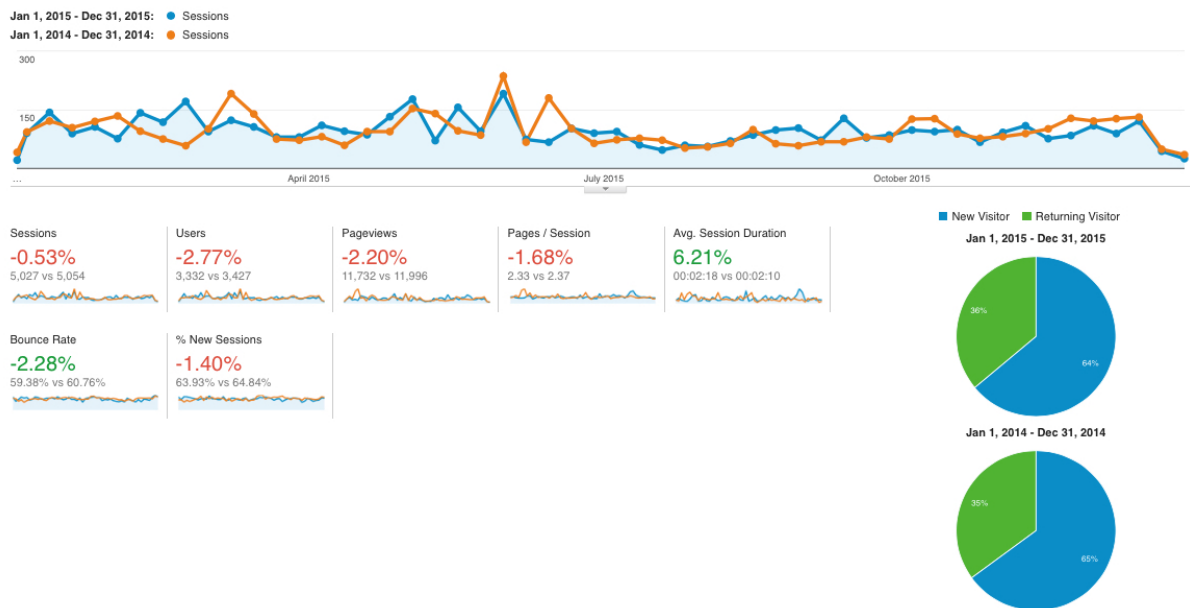 Jan 1, 2015 - Dec 31, 2015: Sessions
Jan 1, 2014 - Dec 31, 2014: Sessions
300
150
...
April 2015
July 2015
October 2015
New Visitor
Returning Visitor
Sessions
-0.53%
5,027 vs 5,054
Users
-2.77%
3,332 vs 3,427
Pageviews
-2.20%
11,732 vs 11,996
Pages / Session
-1.68%
2.33 vs 2.37
Avg. Session Duration
6.21%
00:02:18 vs 00:02:10
Bounce Rate
-2.28%
59.38% vs 60.76%
% New Sessions
-1.40%
63.93% vs 64.84%
Jan 1, 2015 - Dec 31, 2015
36%
64%
Jan 1, 2014 - Dec 31, 2014
35%
65%